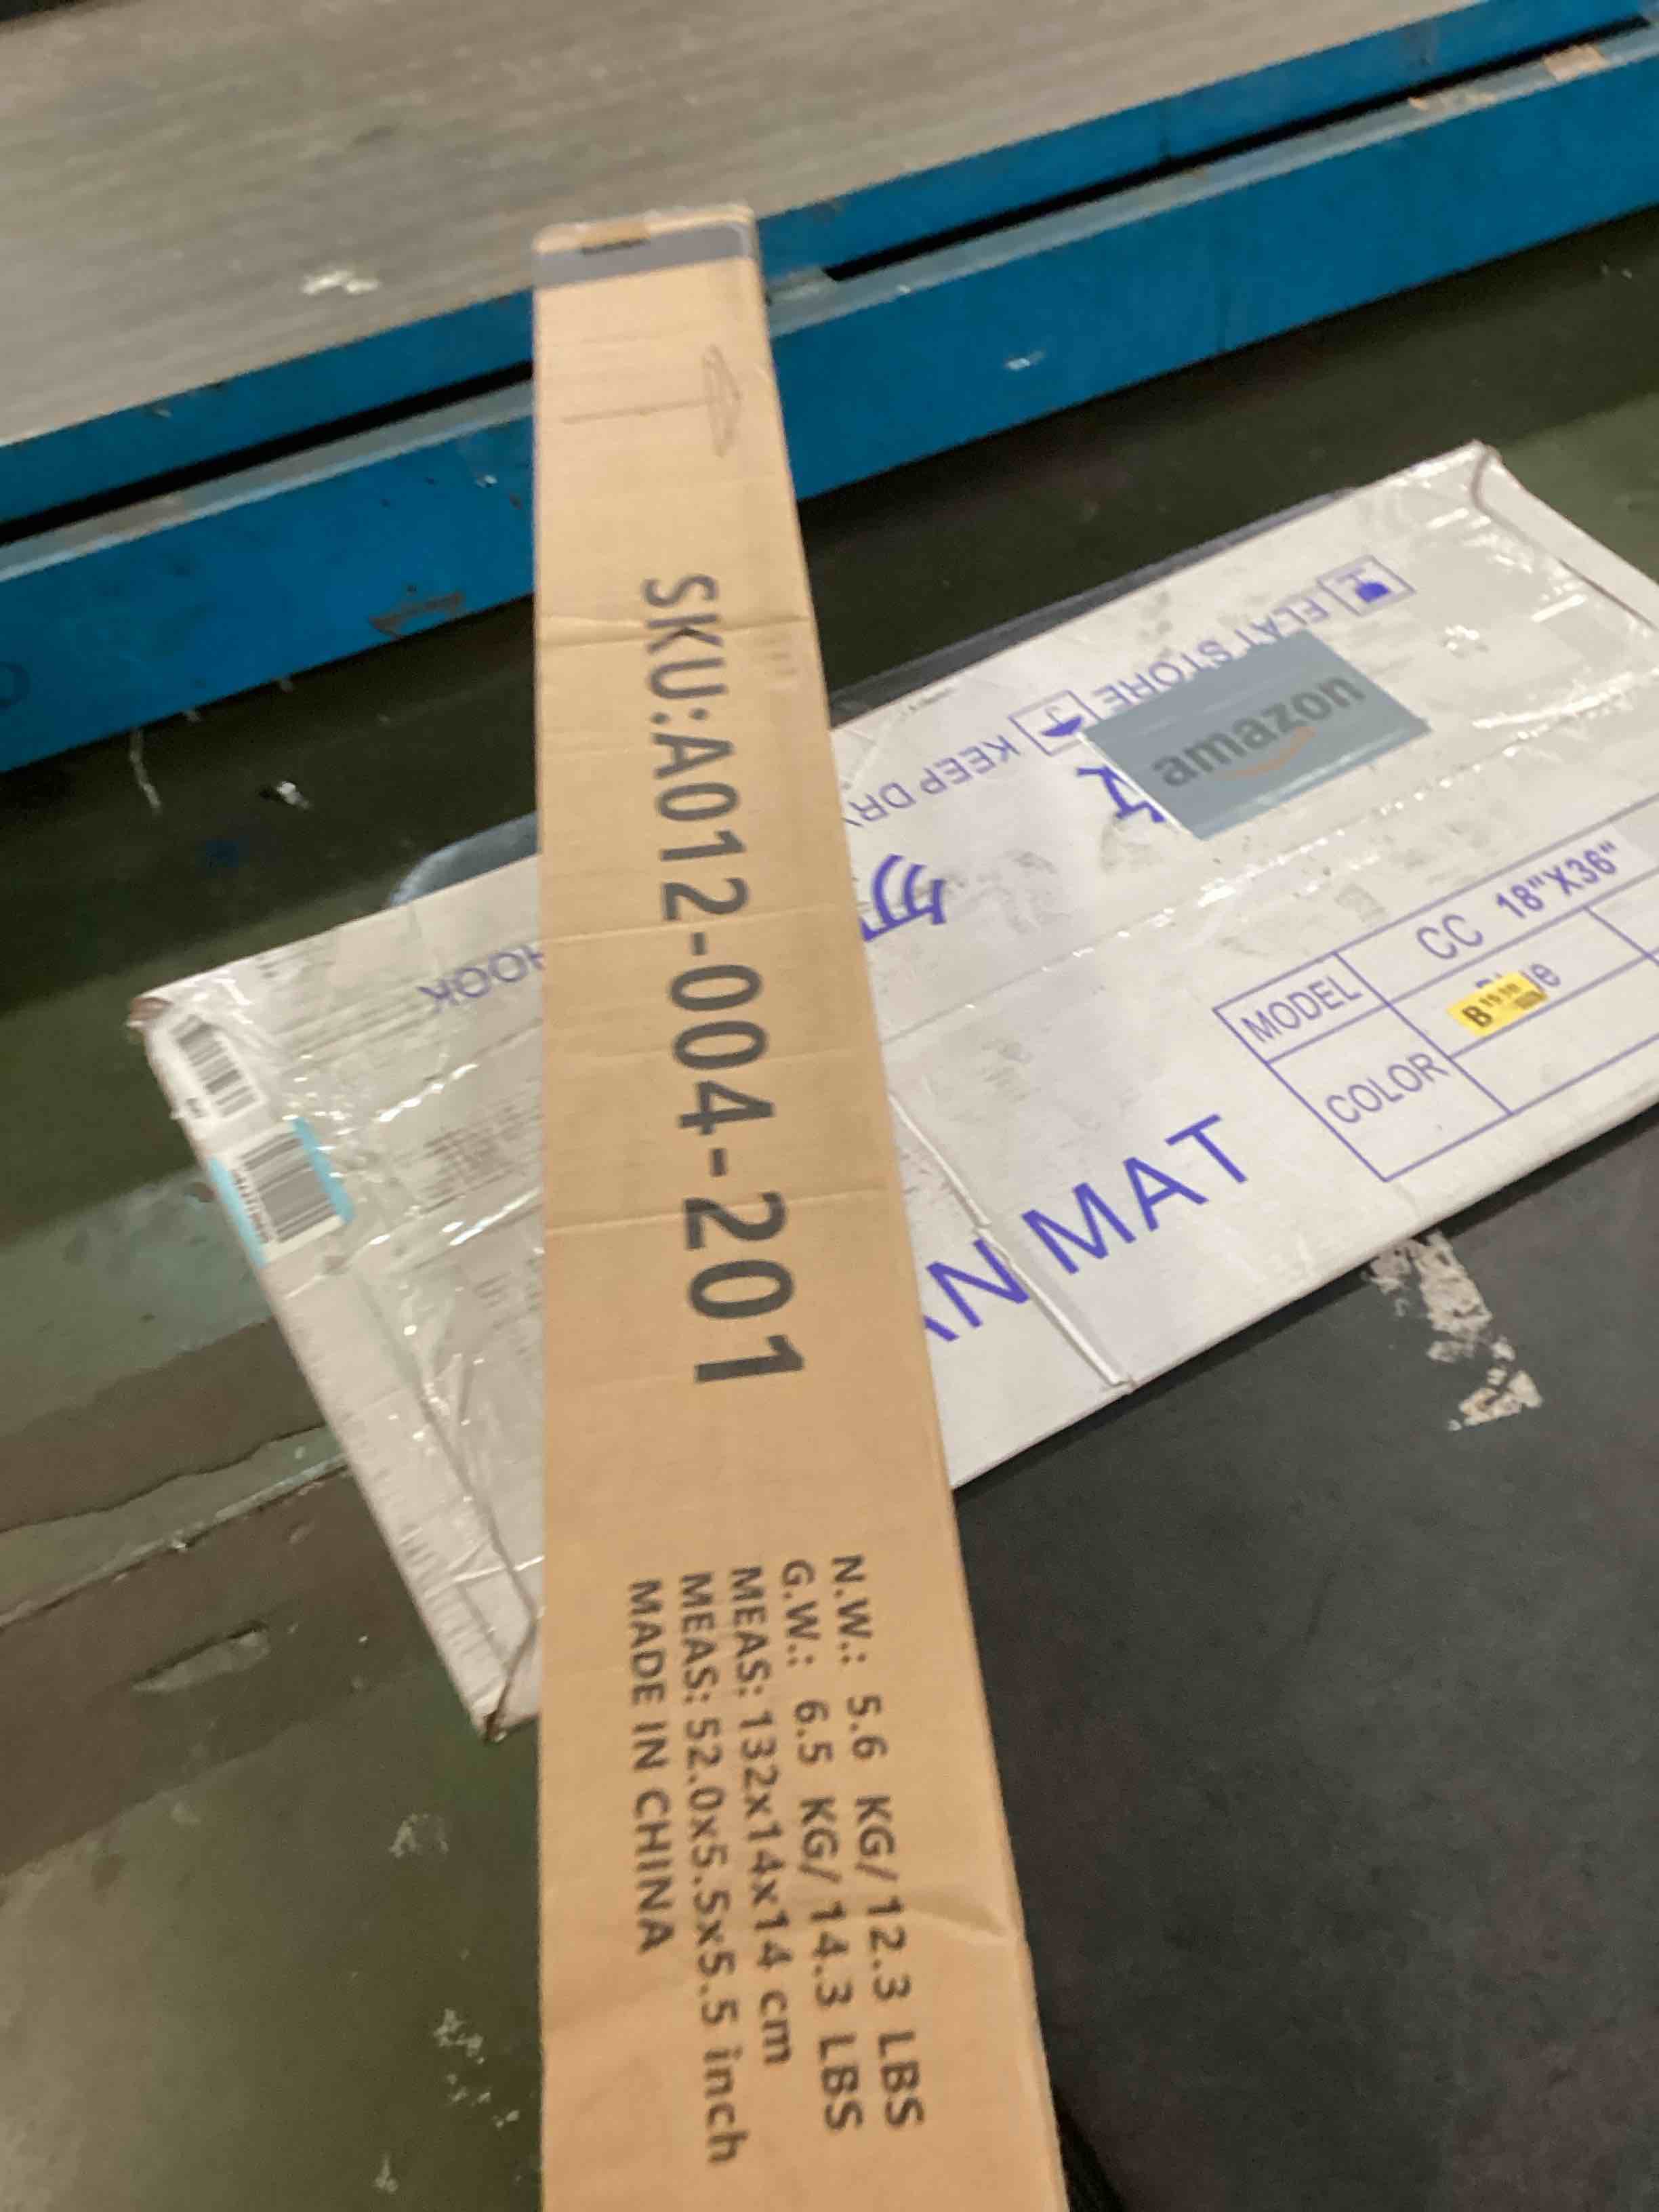 SKU:A012-004-201
N.W.: 5.6 KG/12.3 LBS
G.W.: 6.5 KG/14.3 LBS
MEAS: 132x14x14 cm
MEAS: 52.0x5.5x5.5 inch
MADE IN CHINA
FLAT STORE
KEEP DRY
HOOK
amazon
MODEL CC 18"X36"
COLOR
MAT